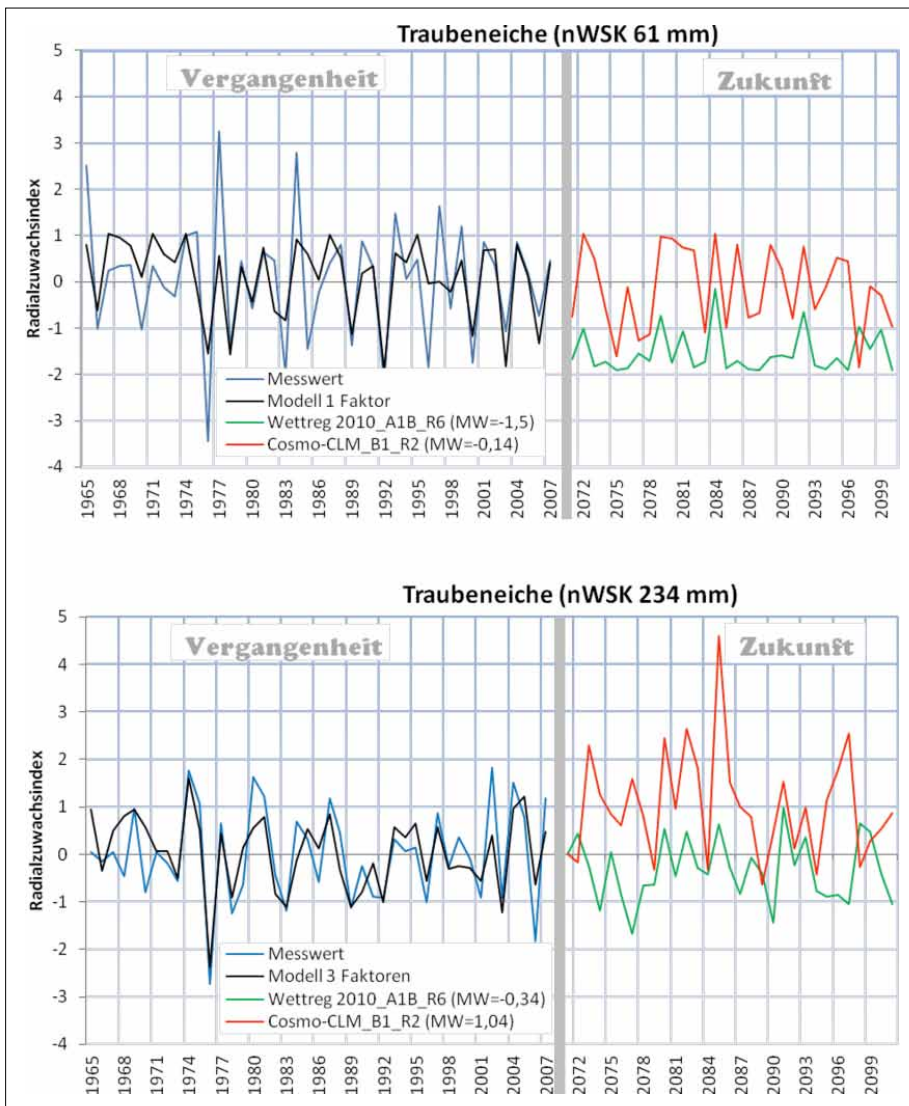 Traubeneiche (nWSK 61 mm)
Vergangenheit
Zukunft
Radialzuwachsindex
5
4
3
2
1
0
-1
-2
-3
-4
Messwert
Modell 1 Faktor
Wettreg 2010_A1B_R6 (MW=-1,5)
Cosmo-CLM_B1_R2 (MW=-0,14)
1965 1968 1971 1974 1977 1980 1983 1986 1989 1992 1995 1998 2001 2004 2007 2072 2075 2078 2081 2084 2087 2090 2093 2096 2099
Traubeneiche (nWSK 234 mm)
Vergangenheit
Zukunft
Radialzuwachsindex
5
4
3
2
1
0
-1
-2
-3
-4
Messwert
Modell 3 Faktoren
Wettreg 2010_A1B_R6 (MW=-0,34)
Cosmo-CLM_B1_R2 (MW=1,04)
1965 1968 1971 1974 1977 1980 1983 1986 1989 1992 1995 1998 2001 2004 2007 2072 2075 2078 2081 2084 2087 2090 2093 2096 2099